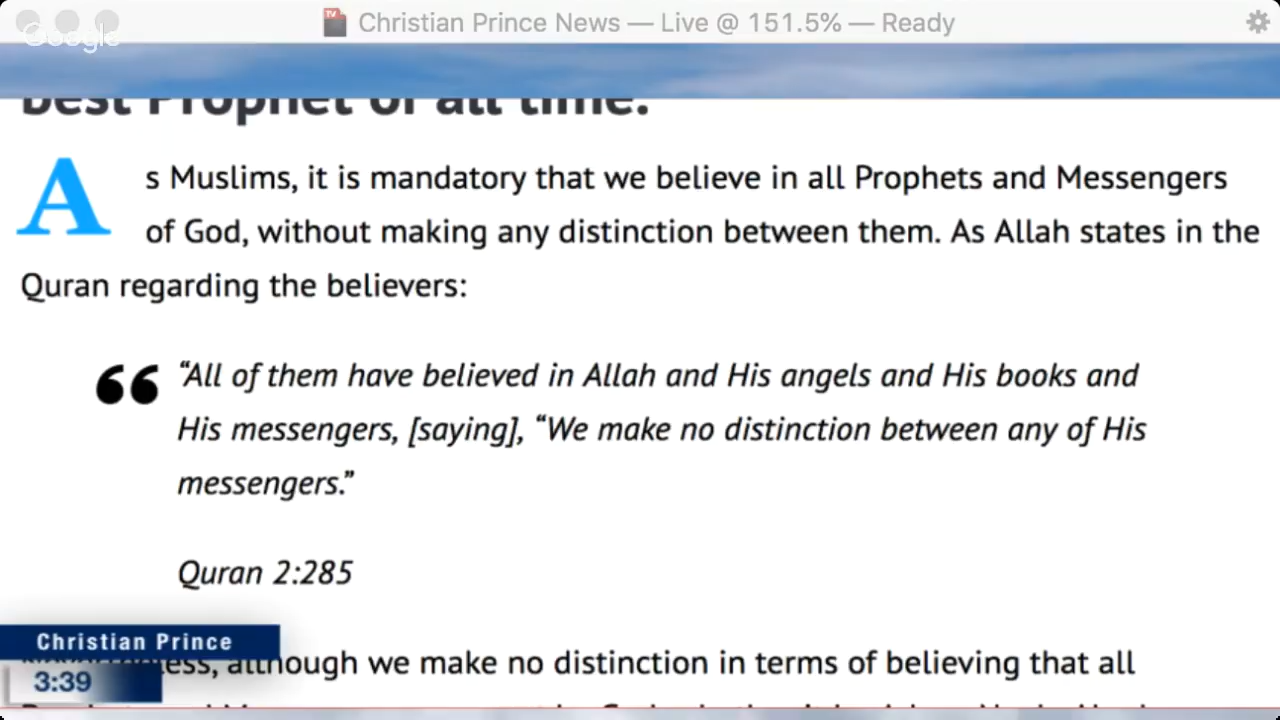 Christian Prince News — Live @ 151.5% — Ready
Google
best Prophet of all time.
As Muslims, it is mandatory that we believe in all Prophets and Messengers
of God, without making any distinction between them. As Allah states in the
Quran regarding the believers:
“All of them have believed in Allah and His angels and His books and
His messengers, [saying], “We make no distinction between any of His
messengers.”
Quran 2:285
Christian Prince
although we make no distinction in terms of believing that all
3:39